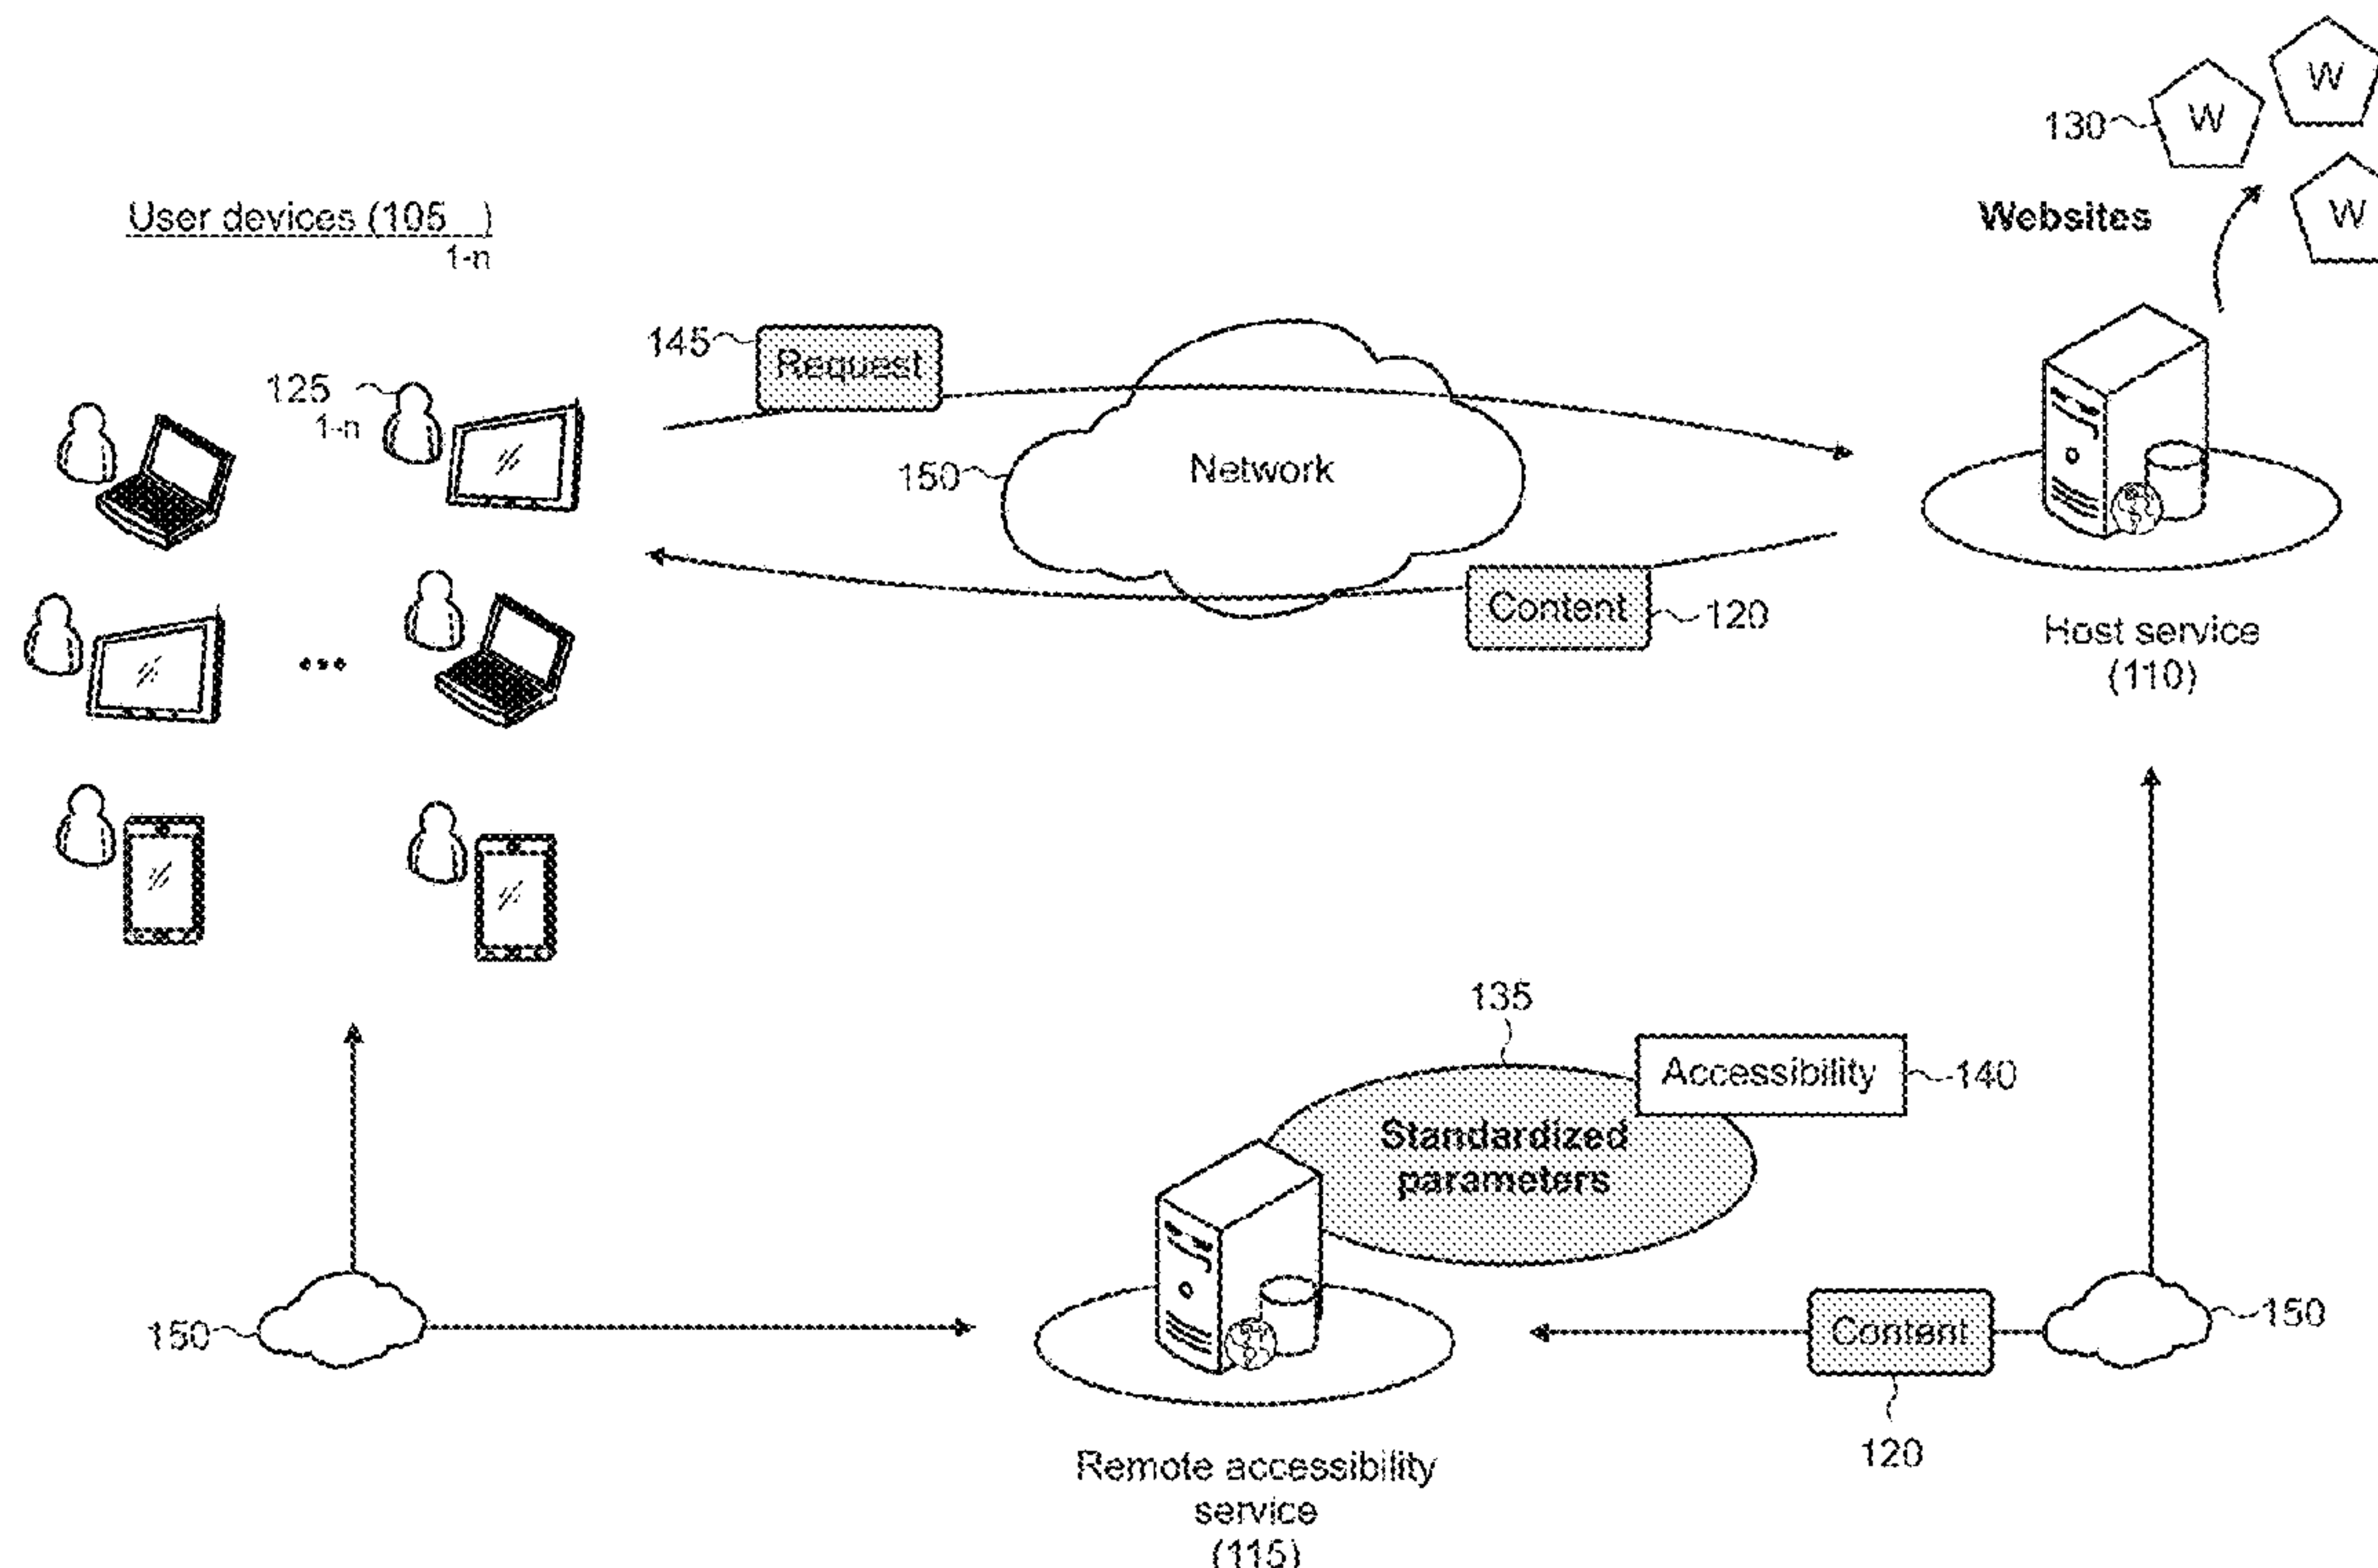 W
W
130
W
Websites
User devices (105    )
1-n
145
Request
125
1-n
150
Network
Content
120
Host service
(110)
135
Accessibility
140
Standardized
parameters
150
150
Content
120
Remote accessibility
service
(115)